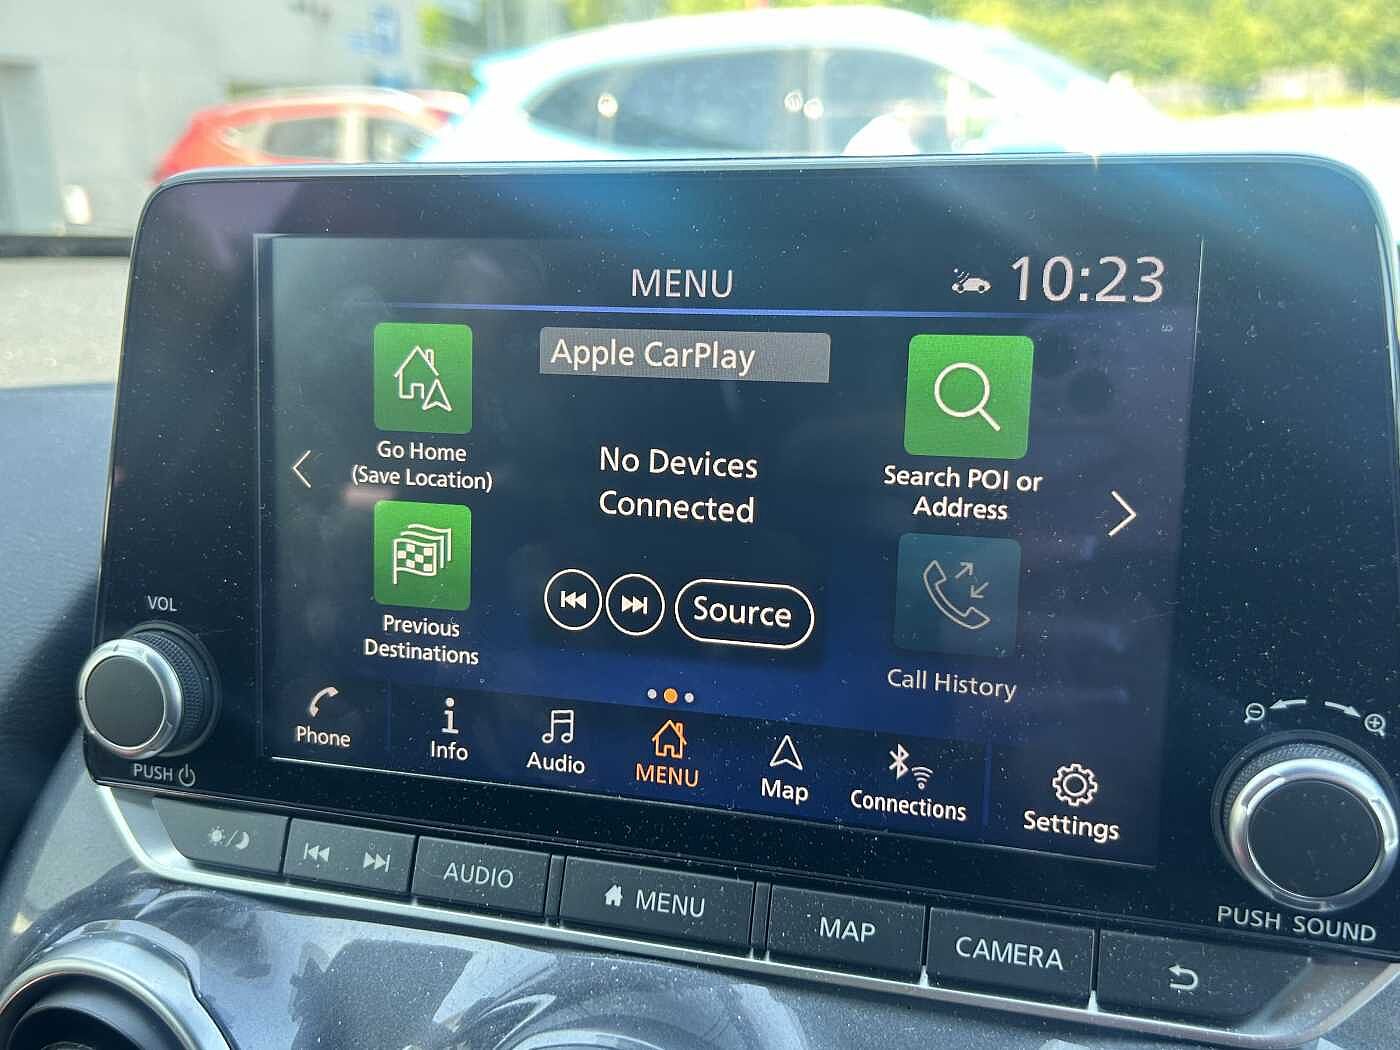 MENU
10:23
Apple CarPlay
Go Home
(Save Location)
No Devices
Connected
Search POI or
Address
Previous
Destinations
Source
Call History
Phone
Info
Audio
MENU
Map
Connections
Settings
VOL
PUSH
AUDIO
MENU
MAP
CAMERA
PUSH SOUND